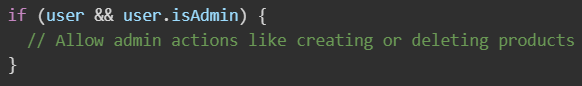 if (user && user.isAdmin) {
  // Allow admin actions like creating or deleting products
}